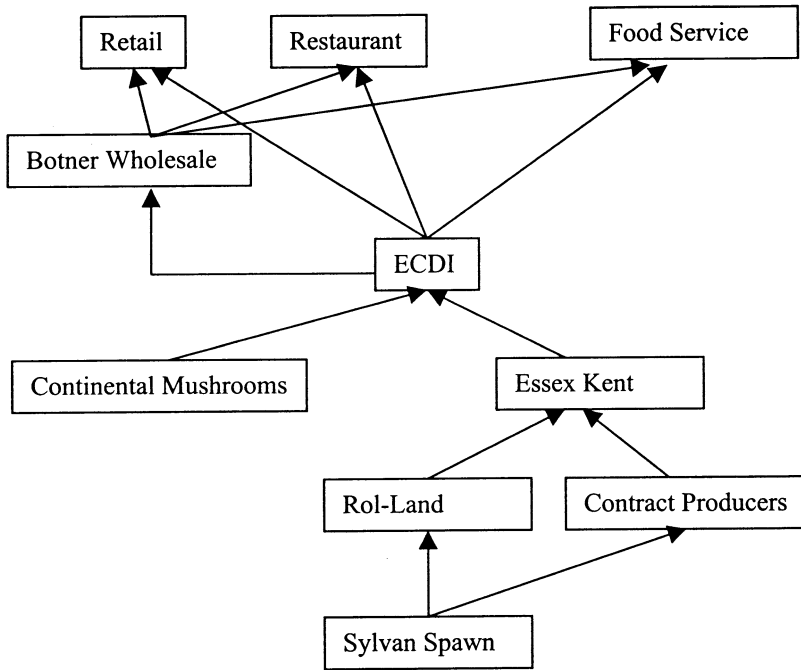 Retail
Restaurant
Food Service
Botner Wholesale
ECDI
Continental Mushrooms
Essex Kent
Rol-Land
Contract Producers
Sylvan Spawn